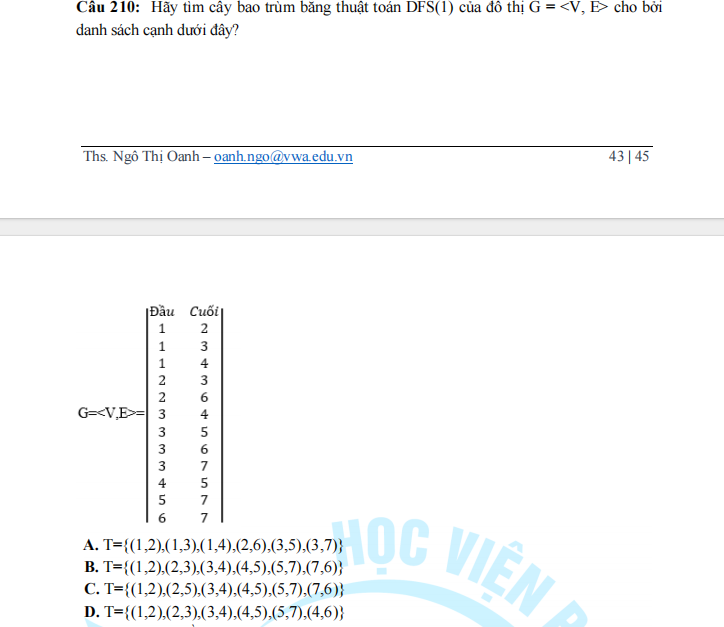 Câu 210: Hãy tìm cây bao trùm bằng thuật toán DFS(1) của đồ thị G = <V, E> cho bởi
danh sách cạnh dưới đây?
Ths. Ngô Thị Oanh – oanh.ngo@vwa.edu.vn 43 | 45
Đầu Cuối
1 2
1 3
1 4
2 3
2 6
G=<V,E>= 3 4
3 5
3 6
3 7
4 5
5 7
6 7
HỌC VIỆN
A. T={(1,2),(1,3),(1,4),(2,6),(3,5),(3,7)}
B. T={(1,2),(2,3),(3,4),(4,5),(5,7),(7,6)}
C. T={(1,2),(2,5),(3,4),(4,5),(5,7),(7,6)}
D. T={(1,2),(2,3),(3,4),(4,5),(5,7),(4,6)}